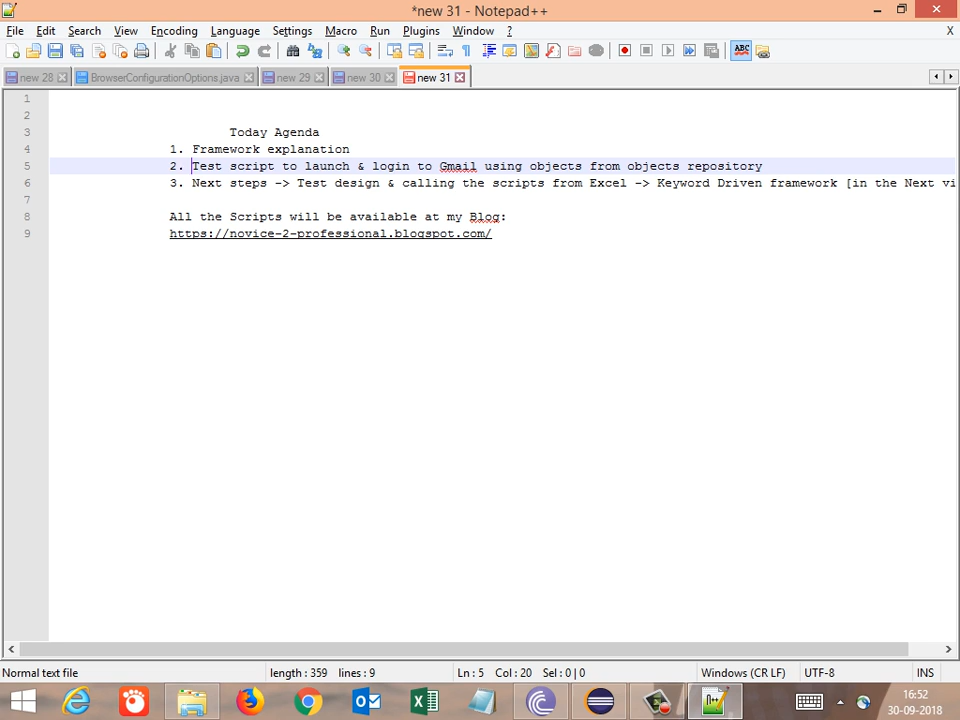 *new 31 - Notepad++
File Edit Search View Encoding Language Settings Macro Run Plugins Window ? X
new 28 BrowserConfigurationOptions.java new 29 new 30 new 31
1
2
3 Today Agenda
4 1. Framework explanation
5 2. Test script to launch & login to Gmail using objects from objects repository
6 3. Next steps -> Test design & calling the scripts from Excel -> Keyword Driven framework [in the Next vi
7
8 All the Scripts will be available at my Blog:
9 https://novice-2-professional.blogspot.com/
Normal text file length : 359 lines : 9 Ln : 5 Col : 20 Sel : 0 | 0 Windows (CR LF) UTF-8 INS
16:52
30-09-2018